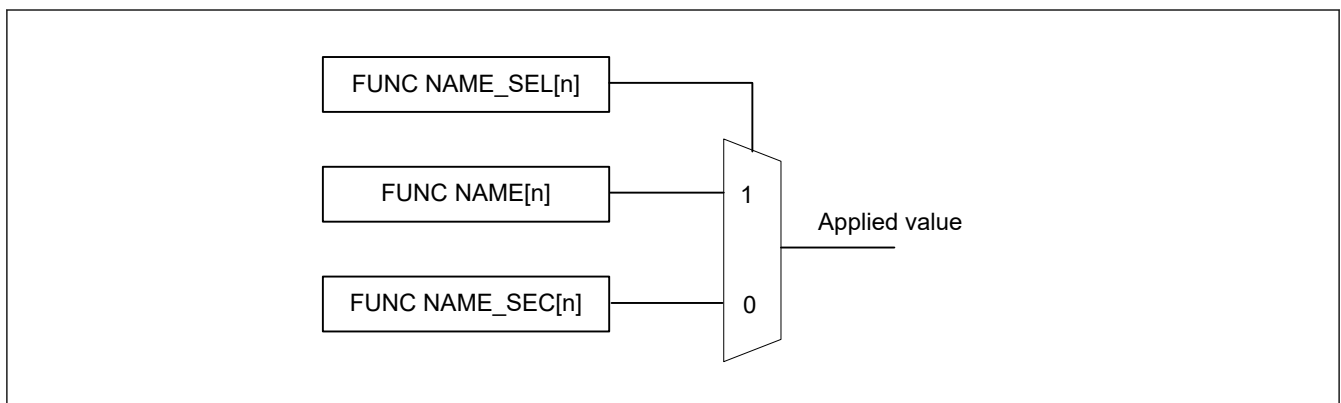 FUNC NAME_SEL[n]
FUNC NAME[n]
1
Applied value
FUNC NAME_SEC[n]
0